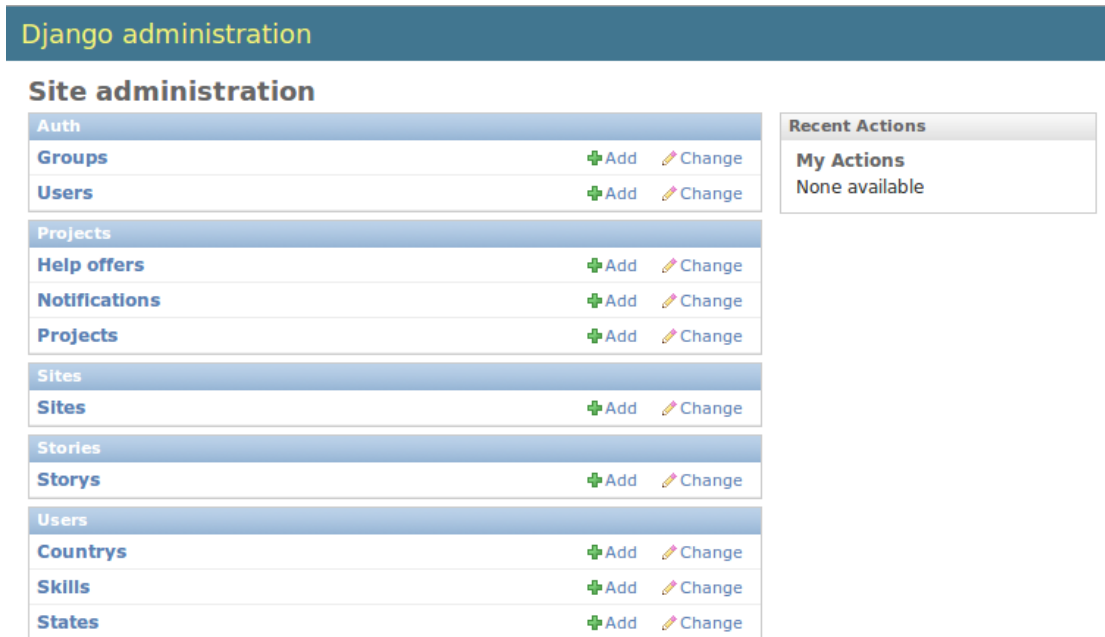 Django administration
Site administration
Auth
Groups Add Change
Users Add Change
Projects
Help offers Add Change
Notifications Add Change
Projects Add Change
Sites
Sites Add Change
Stories
Storys Add Change
Users
Countrys Add Change
Skills Add Change
States Add Change
Recent Actions
My Actions
None available